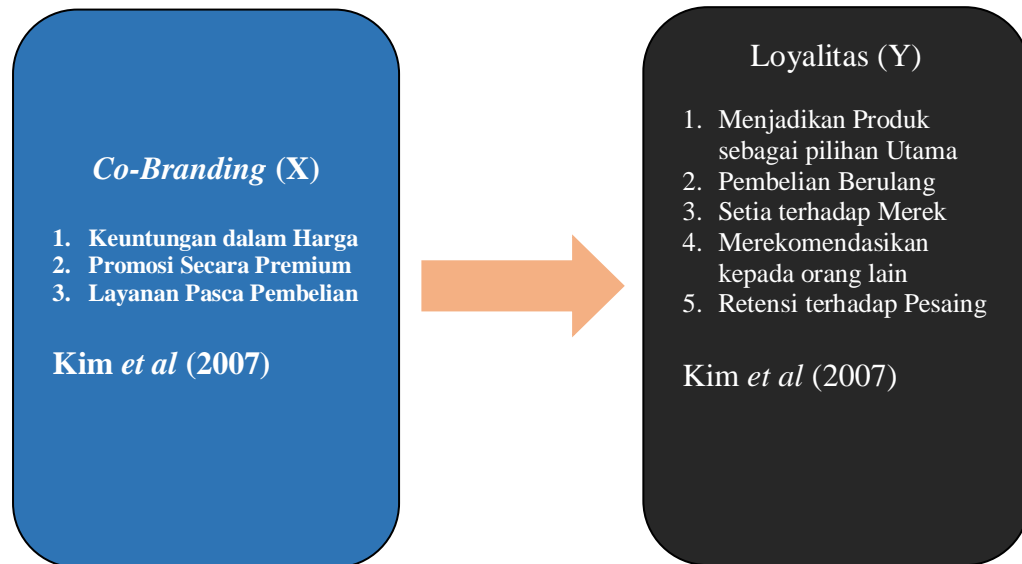 Co-Branding (X)
1. Keuntungan dalam Harga
2. Promosi Secara Premium
3. Layanan Pasca Pembelian
Kim et al (2007)
Loyalitas (Y)
1. Menjadikan Produk
sebagai pilihan Utama
2. Pembelian Berulang
3. Setia terhadap Merek
4. Merekomendasikan
kepada orang lain
5. Retensi terhadap Pesaing
Kim et al (2007)